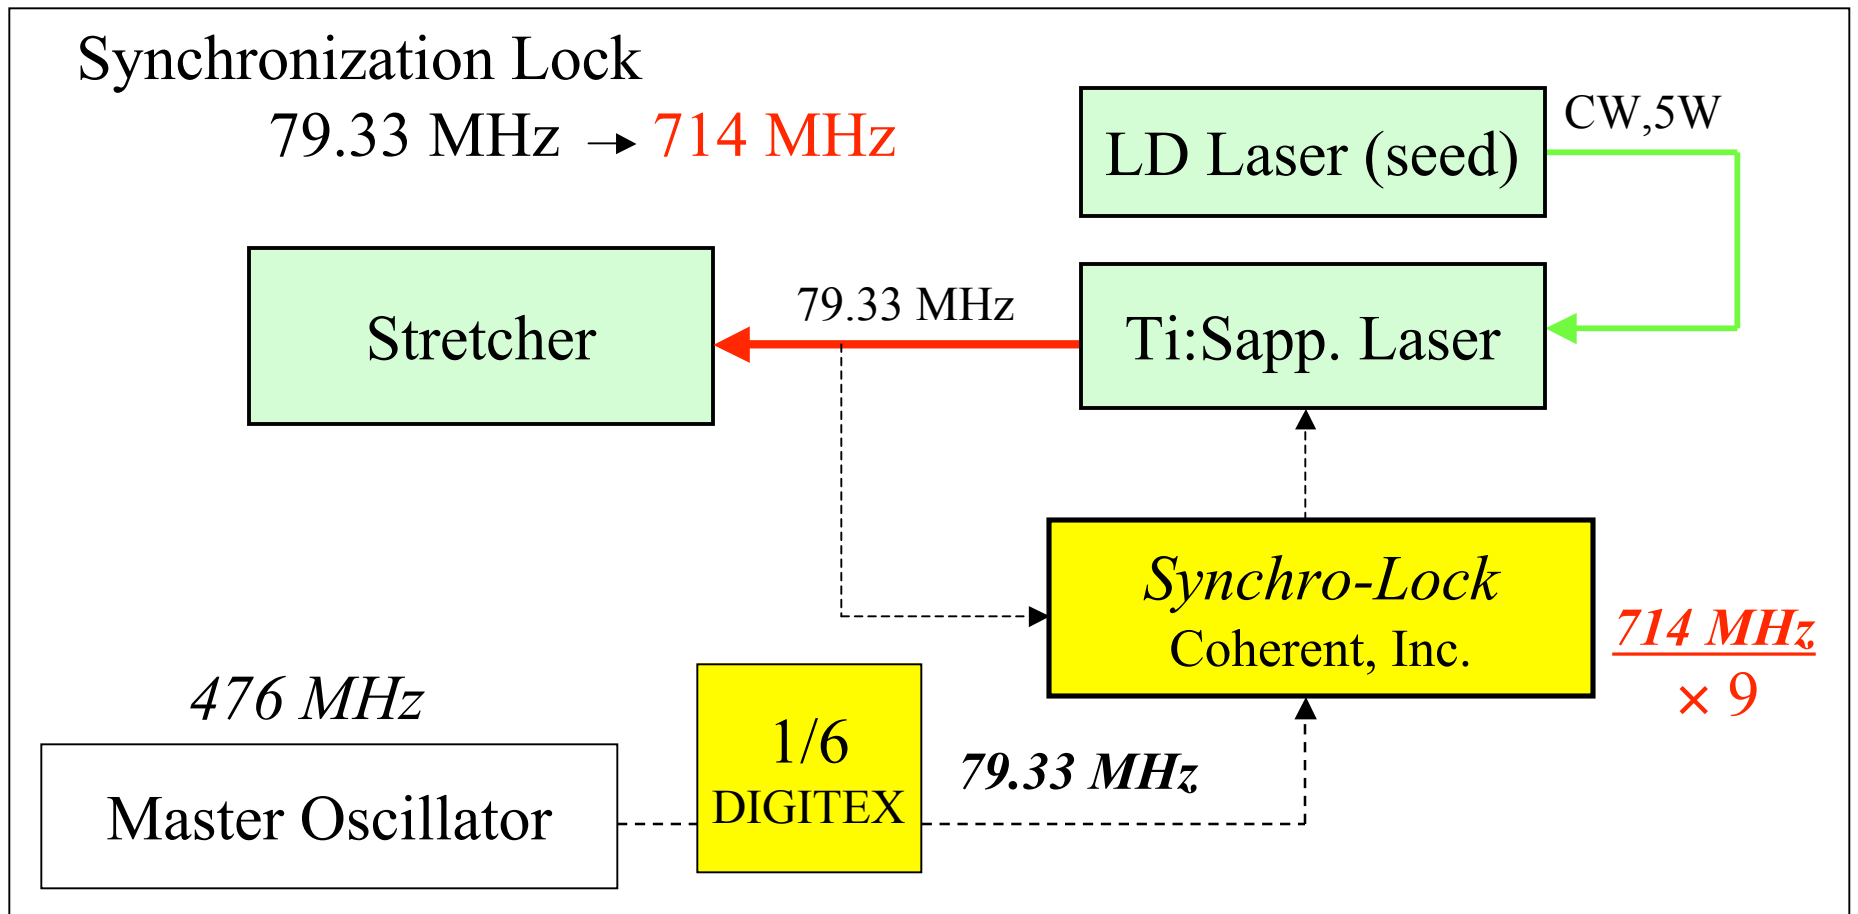 Synchronization Lock
79.33 MHz → 714 MHz
LD Laser (seed)
CW,5W
Stretcher
79.33 MHz
Ti:Sapp. Laser
Synchro-Lock
Coherent, Inc.
714 MHz
× 9
476 MHz
Master Oscillator
1/6
DIGITEX
79.33 MHz